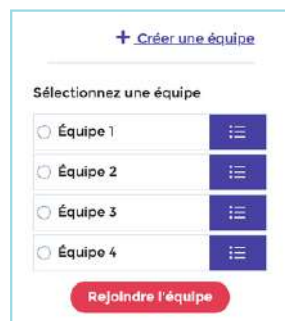 + Créer une équipe
Sélectionnez une équipe
Équipe 1
Équipe 2
Équipe 3
Équipe 4
Rejoindre l'équipe